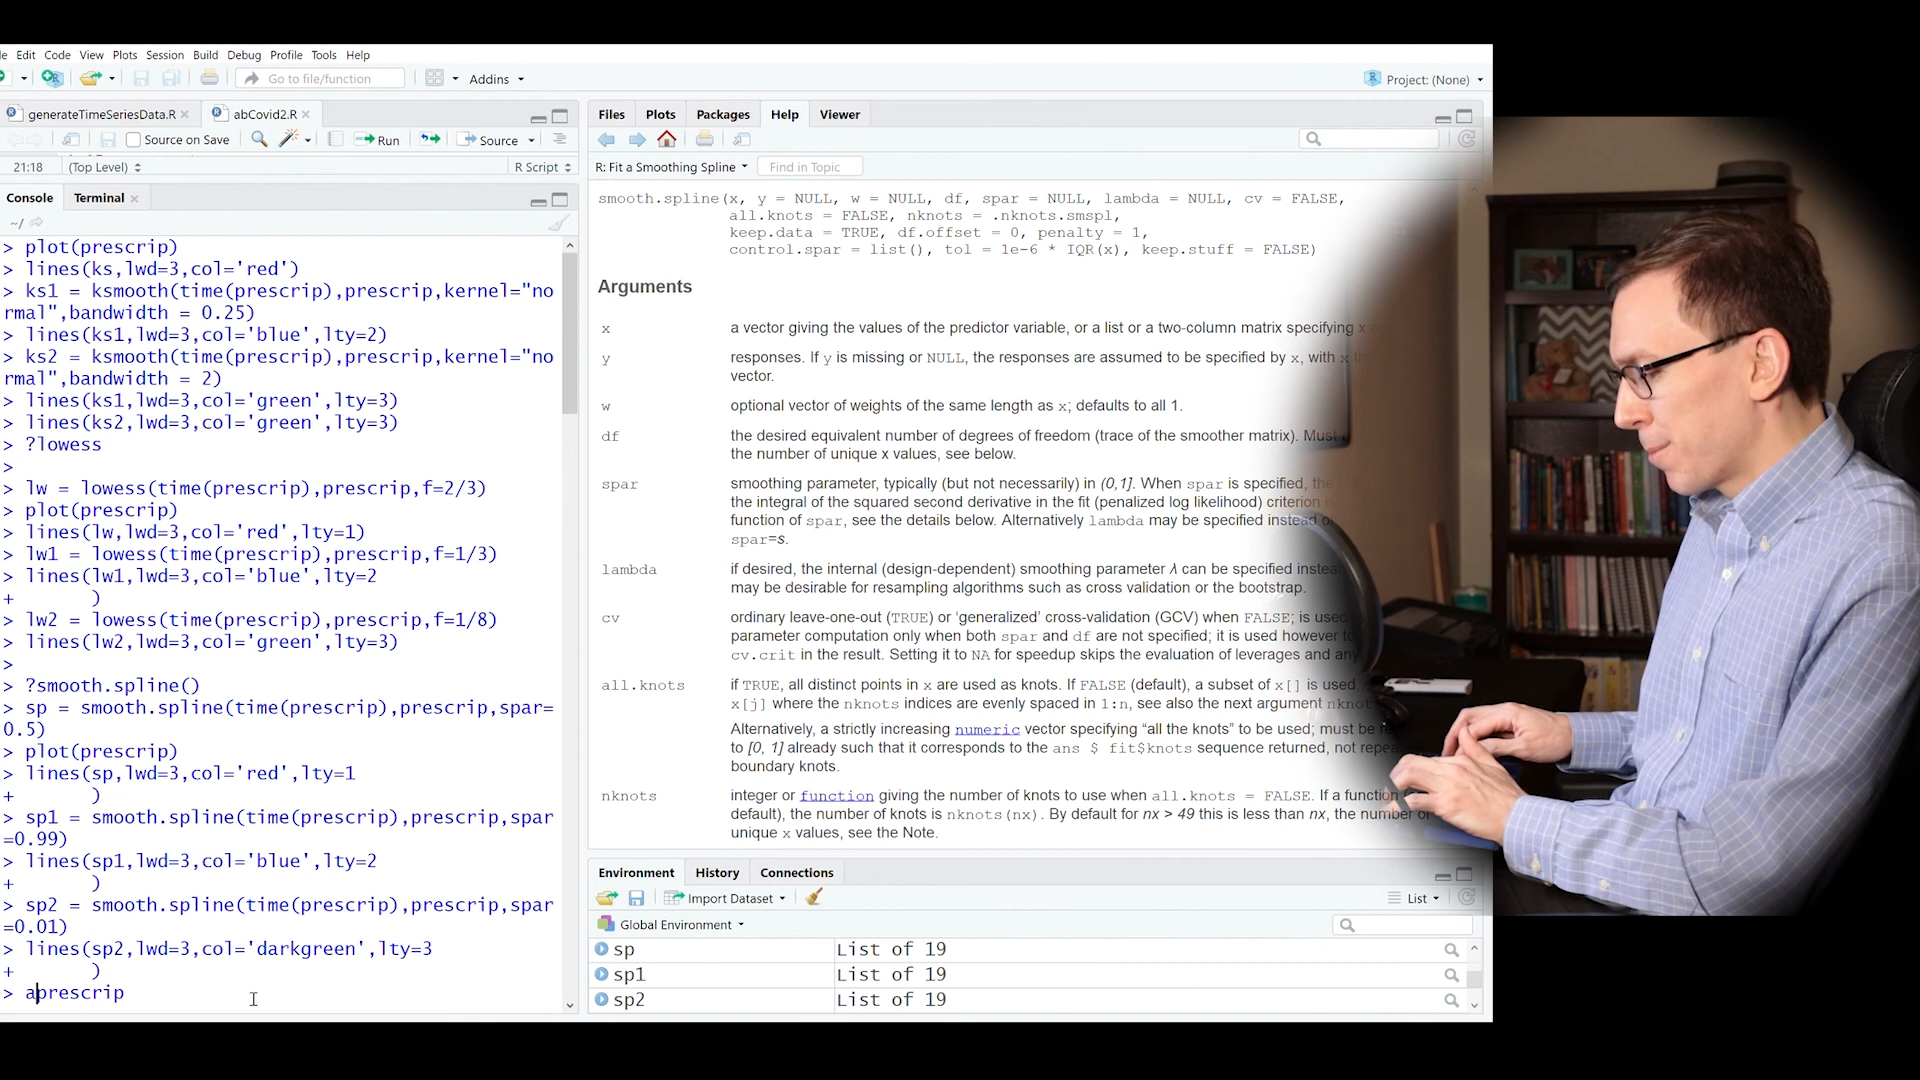 Edit Code View Plots Session Build Debug Profile Tools Help
Go to file/function
Addins
Project: (None)
generateTimeSeriesData.R
abCovid2.R
Source on Save
Run
Source
21:18
(Top Level)
R Script
Console
Terminal
~/
> plot(prescrip)
> lines(ks,lwd=3,col='red')
> ks1 = ksmooth(time(prescrip),prescrip,kernel="no
rmal",bandwidth = 0.25)
> lines(ks1,lwd=3,col='blue',lty=2)
> ks2 = ksmooth(time(prescrip),prescrip,kernel="no
rmal",bandwidth = 2)
> lines(ks1,lwd=3,col='green',lty=3)
> lines(ks2,lwd=3,col='green',lty=3)
> ?lowess
>
> lw = lowess(time(prescrip),prescrip,f=2/3)
> plot(prescrip)
> lines(lw,lwd=3,col='red',lty=1)
> lw1 = lowess(time(prescrip),prescrip,f=1/3)
> lines(lw1,lwd=3,col='blue',lty=2
+ )
> lw2 = lowess(time(prescrip),prescrip,f=1/8)
> lines(lw2,lwd=3,col='green',lty=3)
>
> ?smooth.spline()
> sp = smooth.spline(time(prescrip),prescrip,spar=
0.5)
> plot(prescrip)
> lines(sp,lwd=3,col='red',lty=1
+ )
> sp1 = smooth.spline(time(prescrip),prescrip,spar
=0.99)
> lines(sp1,lwd=3,col='blue',lty=2
+ )
> sp2 = smooth.spline(time(prescrip),prescrip,spar
=0.01)
> lines(sp2,lwd=3,col='darkgreen',lty=3
+ )
> aprescrip
Files Plots Packages Help Viewer
R: Fit a Smoothing Spline
Find in Topic
smooth.spline(x, y = NULL, w = NULL, df, spar = NULL, lambda = NULL, cv = FALSE,
all.knots = FALSE, nknots = .nknots.smspl,
keep.data = TRUE, df.offset = 0, penalty = 1,
control.spar = list(), tol = 1e-6 * IQR(x), keep.stuff = FALSE)
Arguments
x a vector giving the values of the predictor variable, or a list or a two-column matrix specifying x
y responses. If y is missing or NULL, the responses are assumed to be specified by x, with x
vector.
w optional vector of weights of the same length as x; defaults to all 1.
df the desired equivalent number of degrees of freedom (trace of the smoother matrix). Must
the number of unique x values, see below.
spar smoothing parameter, typically (but not necessarily) in (0,1]. When spar is specified, the
the integral of the squared second derivative in the fit (penalized log likelihood) criterion
function of spar, see the details below. Alternatively lambda may be specified instead
spar=s.
lambda if desired, the internal (design-dependent) smoothing parameter λ can be specified
may be desirable for resampling algorithms such as cross validation or the bootstrap.
cv ordinary leave-one-out (TRUE) or ‘generalized’ cross-validation (GCV) when FALSE; is used
parameter computation only when both spar and df are not specified; it is used however
cv.crit in the result. Setting it to NA for speedup skips the evaluation of leverages and
all.knots if TRUE, all distinct points in x are used as knots. If FALSE (default), a subset of x[] is used,
x[j] where the nknots indices are evenly spaced in 1:n, see also the next argument
Alternatively, a strictly increasing numeric vector specifying “all the knots” to be used; must be
to [0, 1] already such that it corresponds to the ans $ fit$knots sequence returned, not
boundary knots.
nknots integer or function giving the number of knots to use when all.knots = FALSE. If a function
default), the number of knots is nknots(nx). By default for nx > 49 this is less than nx, the number
unique x values, see the Note.
Environment History Connections
Import Dataset
List
Global Environment
sp List of 19
sp1 List of 19
sp2 List of 19